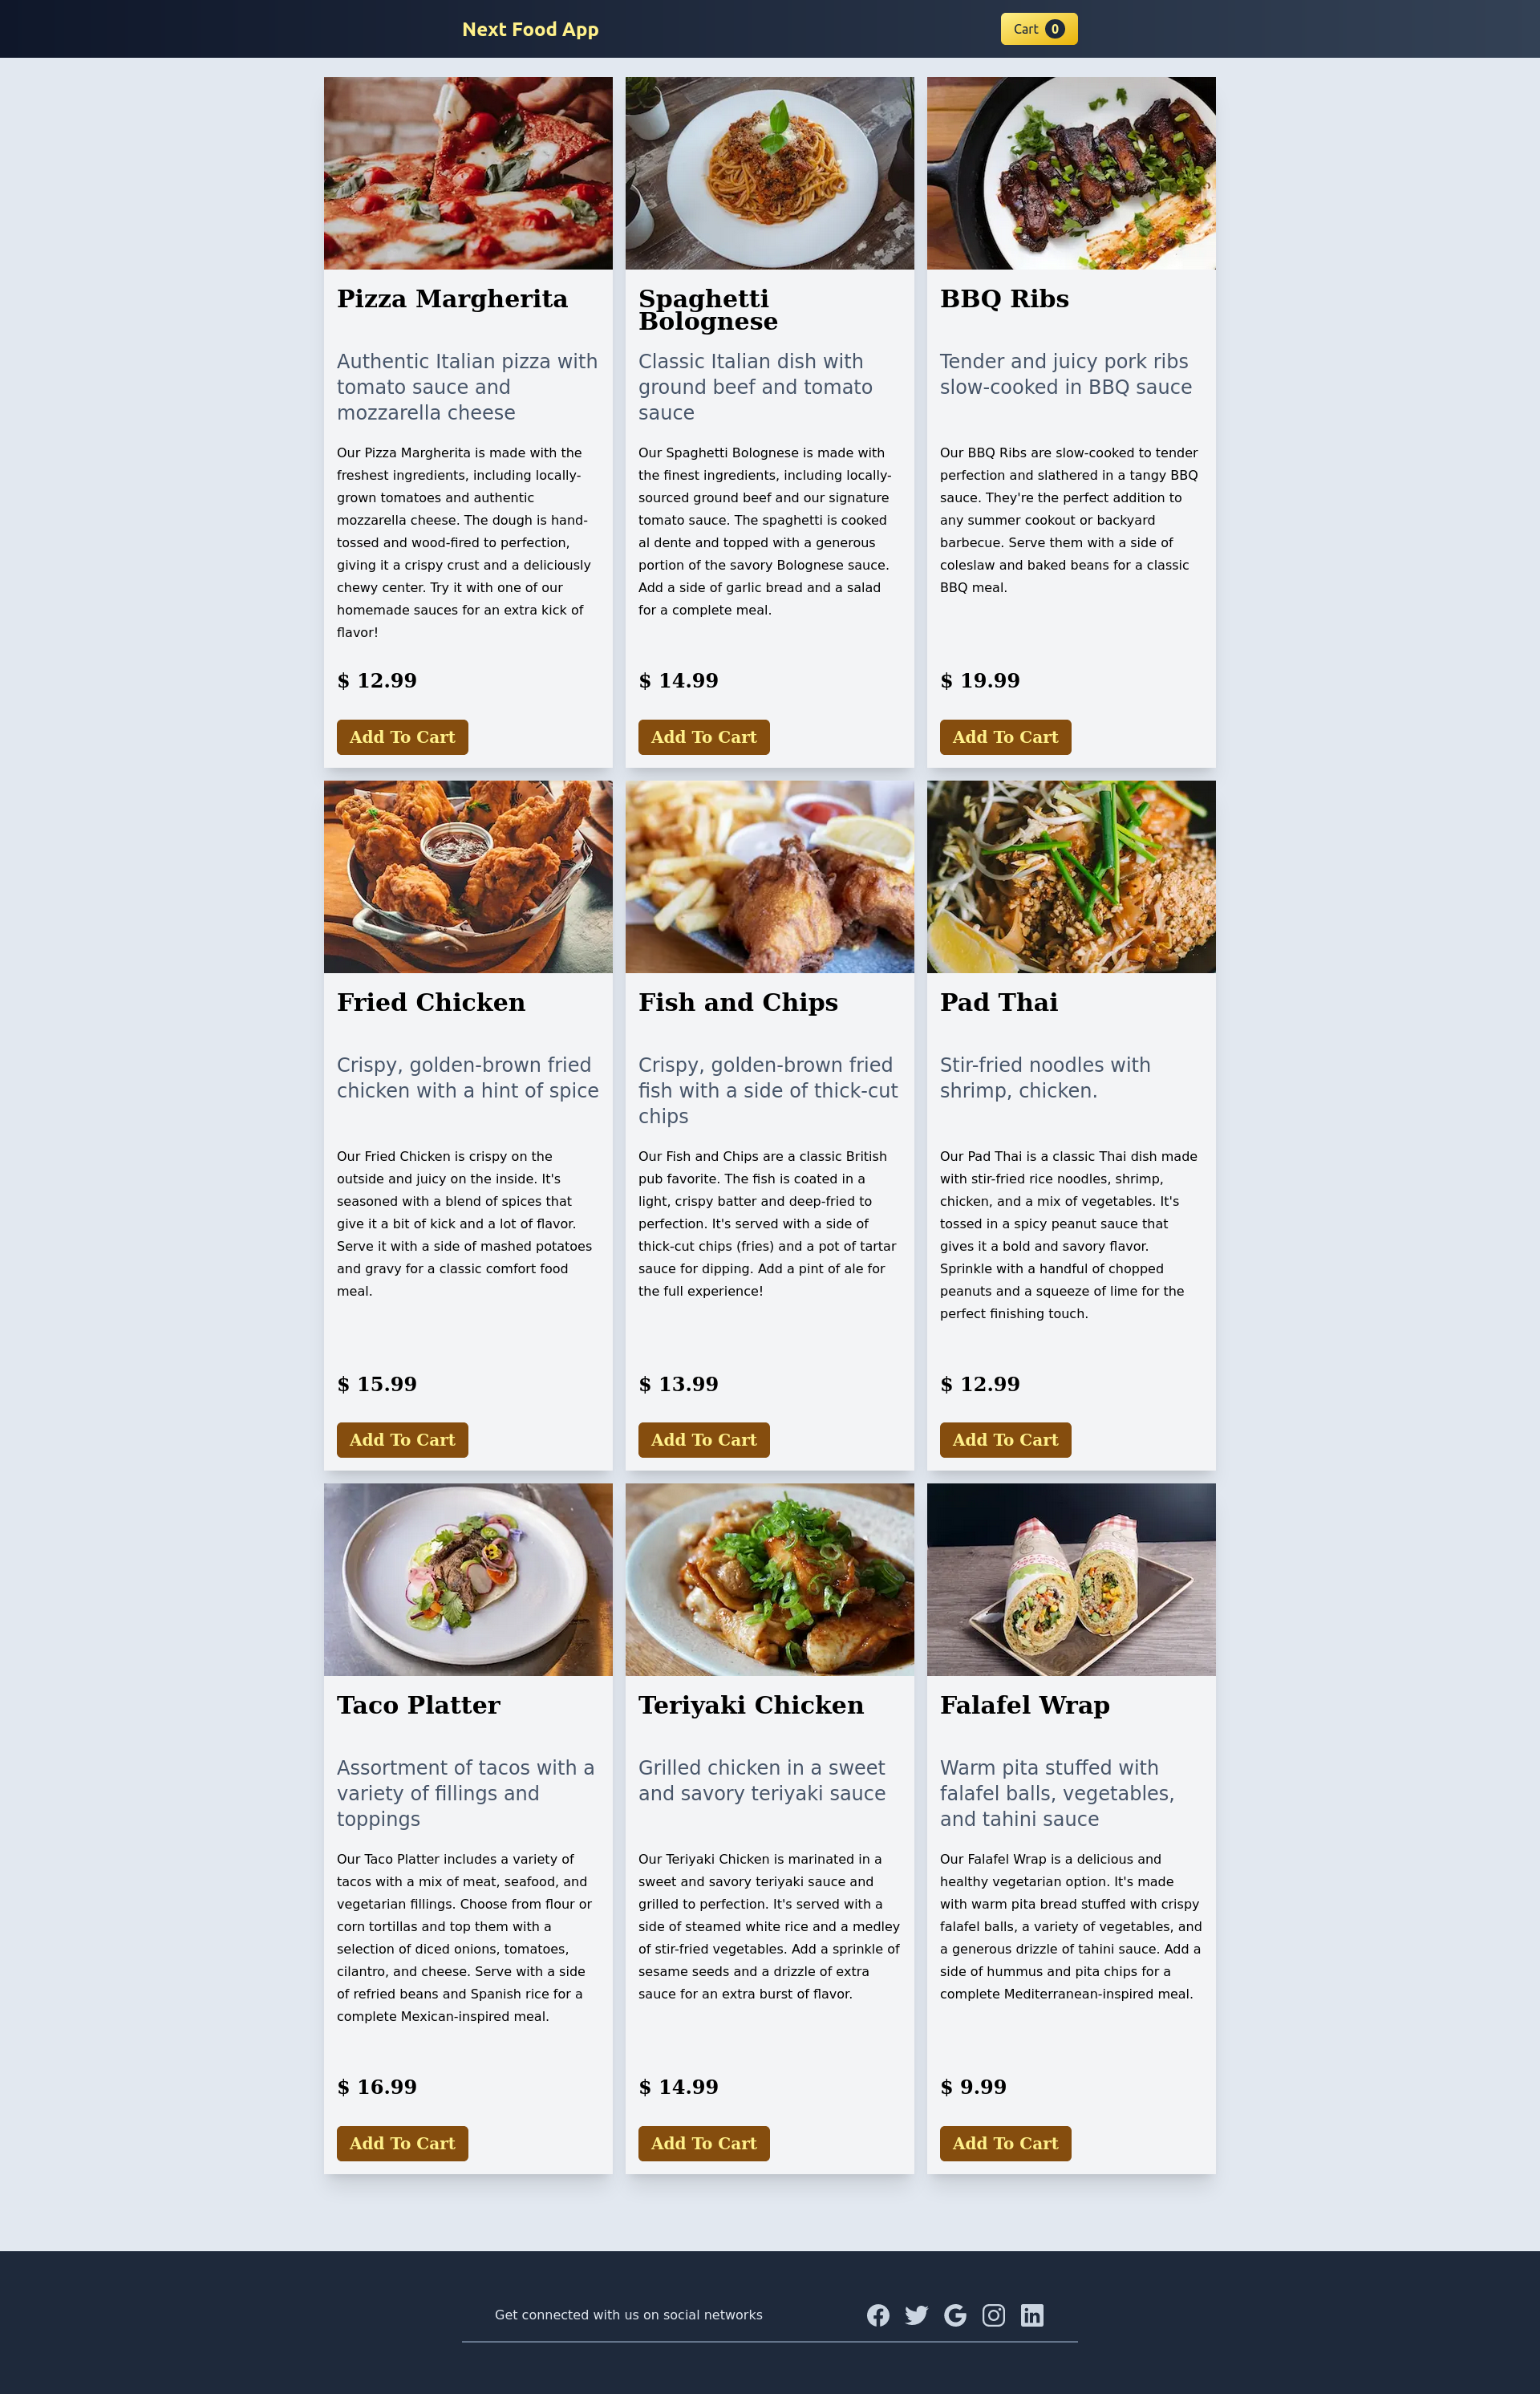 Next Food App
Cart 0
Pizza Margherita
Authentic Italian pizza with
tomato sauce and
mozzarella cheese
Our Pizza Margherita is made with the
freshest ingredients, including locally-
grown tomatoes and authentic
mozzarella cheese. The dough is hand-
tossed and wood-fired to perfection,
giving it a crispy crust and a deliciously
chewy center. Try it with one of our
homemade sauces for an extra kick of
flavor!
$ 12.99
Add To Cart
Spaghetti
Bolognese
Classic Italian dish with
ground beef and tomato
sauce
Our Spaghetti Bolognese is made with
the finest ingredients, including locally-
sourced ground beef and our signature
tomato sauce. The spaghetti is cooked
al dente and topped with a generous
portion of the savory Bolognese sauce.
Add a side of garlic bread and a salad
for a complete meal.
$ 14.99
Add To Cart
BBQ Ribs
Tender and juicy pork ribs
slow-cooked in BBQ sauce
Our BBQ Ribs are slow-cooked to tender
perfection and slathered in a tangy BBQ
sauce. They're the perfect addition to
any summer cookout or backyard
barbecue. Serve them with a side of
coleslaw and baked beans for a classic
BBQ meal.
$ 19.99
Add To Cart
Fried Chicken
Crispy, golden-brown fried
chicken with a hint of spice
Our Fried Chicken is crispy on the
outside and juicy on the inside. It's
seasoned with a blend of spices that
give it a bit of kick and a lot of flavor.
Serve it with a side of mashed potatoes
and gravy for a classic comfort food
meal.
$ 15.99
Add To Cart
Fish and Chips
Crispy, golden-brown fried
fish with a side of thick-cut
chips
Our Fish and Chips are a classic British
pub favorite. The fish is coated in a
light, crispy batter and deep-fried to
perfection. It's served with a side of
thick-cut chips (fries) and a pot of tartar
sauce for dipping. Add a pint of ale for
the full experience!
$ 13.99
Add To Cart
Pad Thai
Stir-fried noodles with
shrimp, chicken.
Our Pad Thai is a classic Thai dish made
with stir-fried rice noodles, shrimp,
chicken, and a mix of vegetables. It's
tossed in a spicy peanut sauce that
gives it a bold and savory flavor.
Sprinkle with a handful of chopped
peanuts and a squeeze of lime for the
perfect finishing touch.
$ 12.99
Add To Cart
Taco Platter
Assortment of tacos with a
variety of fillings and
toppings
Our Taco Platter includes a variety of
tacos with a mix of meat, seafood, and
vegetarian fillings. Choose from flour or
corn tortillas and top them with a
selection of diced onions, tomatoes,
cilantro, and cheese. Serve with a side
of refried beans and Spanish rice for a
complete Mexican-inspired meal.
$ 16.99
Add To Cart
Teriyaki Chicken
Grilled chicken in a sweet
and savory teriyaki sauce
Our Teriyaki Chicken is marinated in a
sweet and savory teriyaki sauce and
grilled to perfection. It's served with a
side of steamed white rice and a medley
of stir-fried vegetables. Add a sprinkle of
sesame seeds and a drizzle of extra
sauce for an extra burst of flavor.
$ 14.99
Add To Cart
Falafel Wrap
Warm pita stuffed with
falafel balls, vegetables,
and tahini sauce
Our Falafel Wrap is a delicious and
healthy vegetarian option. It's made
with warm pita bread stuffed with crispy
falafel balls, a variety of vegetables, and
a generous drizzle of tahini sauce. Add a
side of hummus and pita chips for a
complete Mediterranean-inspired meal.
$ 9.99
Add To Cart
Get connected with us on social networks